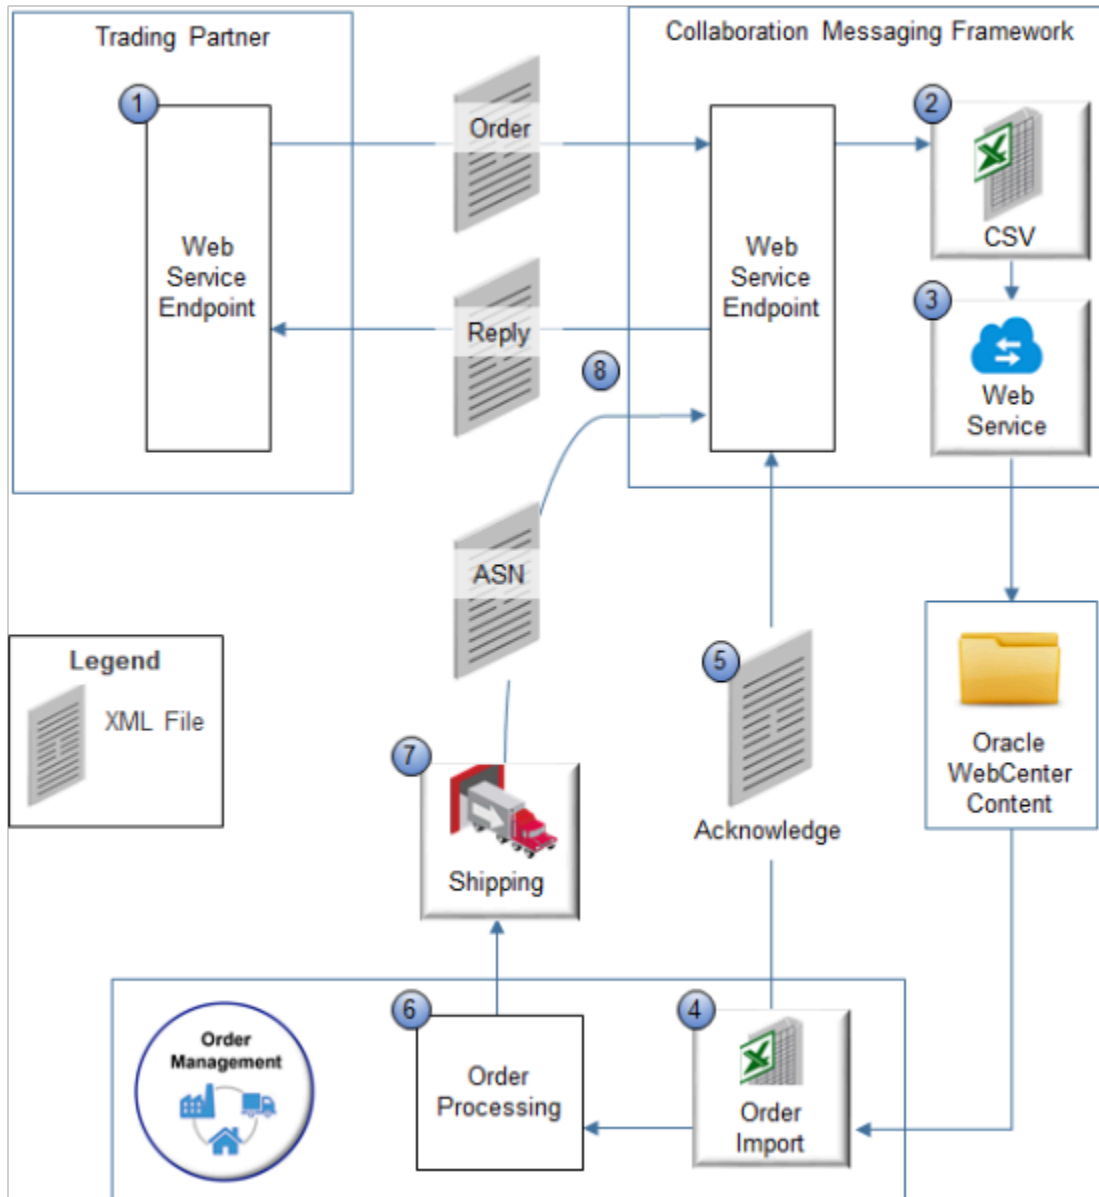 Trading Partner
Collaboration Messaging Framework
1
2
Order
CSV
Web
Service
Endpoint
Web
Service
Endpoint
3
Reply
8
Web
Service
ASN
Legend
XML File
5
Oracle
WebCenter
Content
7
Acknowledge
Shipping
6
4
Order
Management
Order
Processing
Order
Import